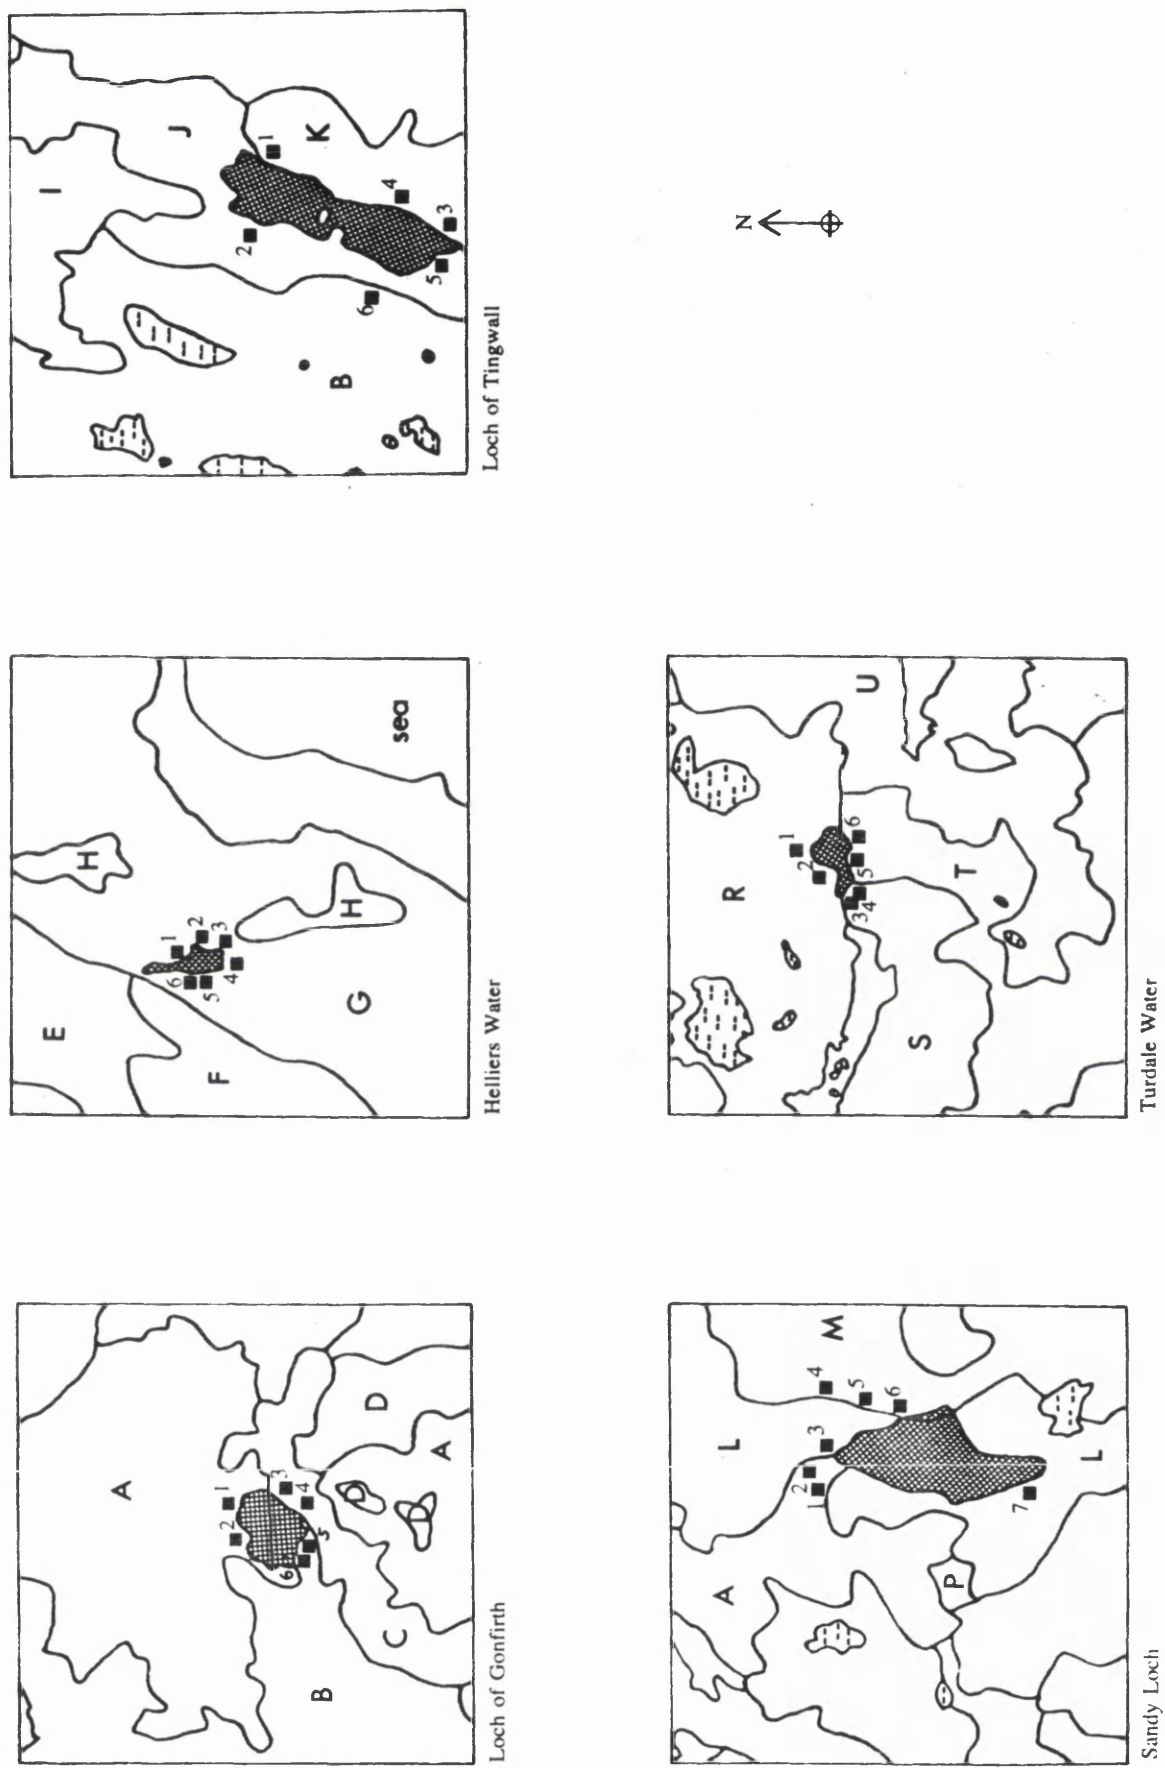 A
2 1
6 3
B 5 4
D
C D
D A
Loch of Gonfirth
E
H
6 1
5 2
F 3
4
G H
sea
Helliers Water
I
J
2 1
K
B
6 4
5 3
Loch of Tingwall
A L
1 2 3 4 M
5
6
P
7
L
Sandy Loch
R
2 1
3 4 5 6 U
S
T
Turdale Water
N